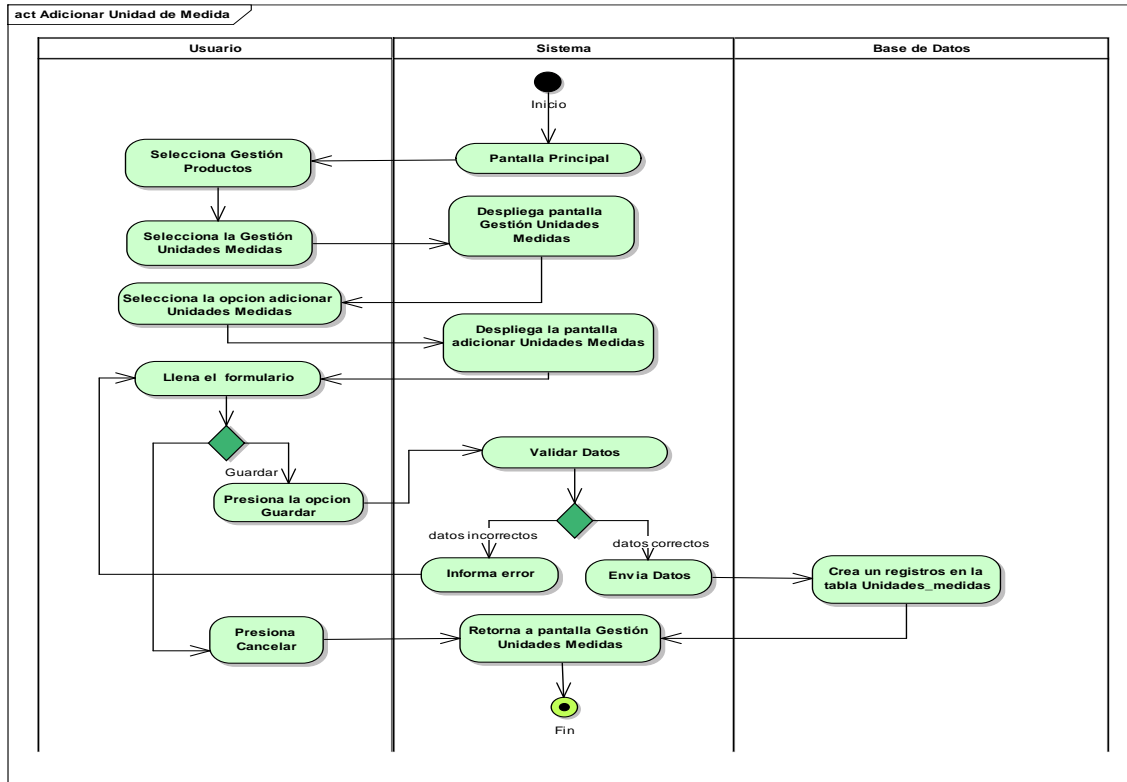 act Adicionar Unidad de Medida
Usuario
Sistema
Base de Datos
Inicio
Pantalla Principal
Selecciona Gestión
Productos
Selecciona la Gestión
Unidades Medidas
Despliega pantalla
Gestión Unidades
Medidas
Selecciona la opcion adicionar
Unidades Medidas
Despliega la pantalla
adicionar Unidades Medidas
Llena el formulario
Guardar
Presiona la opcion
Guardar
Validar Datos
datos incorrectos
datos correctos
Informa error
Envia Datos
Crea un registros en la
tabla Unidades_medidas
Presiona
Cancelar
Retorna a pantalla Gestión
Unidades Medidas
Fin